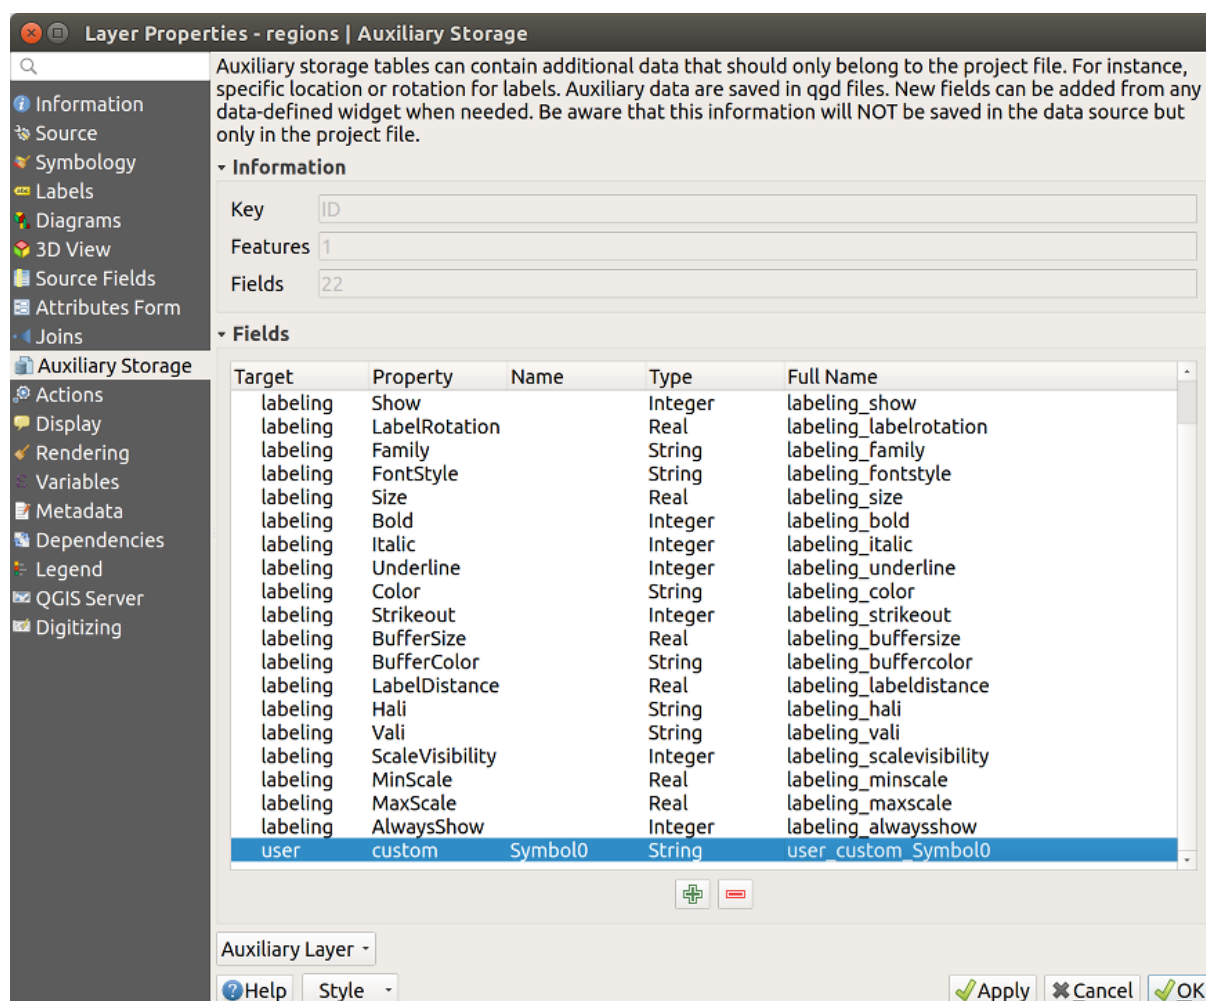 Layer Properties - regions | Auxiliary Storage
Information
Source
Symbology
Labels
Diagrams
3D View
Source Fields
Attributes Form
Joins
Auxiliary Storage
Actions
Display
Rendering
Variables
Metadata
Dependencies
Legend
QGIS Server
Digitizing
Auxiliary storage tables can contain additional data that should only belong to the project file. For instance,
specific location or rotation for labels. Auxiliary data are saved in qgd files. New fields can be added from any
data-defined widget when needed. Be aware that this information will NOT be saved in the data source but
only in the project file.
Information
Key ID
Features 1
Fields 22
Fields
Target Property Name Type Full Name
labeling Show Integer labeling_show
labeling LabelRotation Real labeling_labelrotation
labeling Family String labeling_family
labeling FontStyle String labeling_fontstyle
labeling Size Real labeling_size
labeling Bold Integer labeling_bold
labeling Italic Integer labeling_italic
labeling Underline Integer labeling_underline
labeling Color String labeling_color
labeling Strikeout Integer labeling_strikeout
labeling BufferSize Real labeling_buffersize
labeling BufferColor String labeling_buffercolor
labeling LabelDistance Real labeling_labeldistance
labeling Hali String labeling_hali
labeling Vali String labeling_vali
labeling ScaleVisibility Integer labeling_scalevisibility
labeling MinScale Real labeling_minscale
labeling MaxScale Real labeling_maxscale
labeling AlwaysShow Integer labeling_alwaysshow
user custom Symbol0 String user_custom_Symbol0
Auxiliary Layer
Help Style Apply Cancel OK